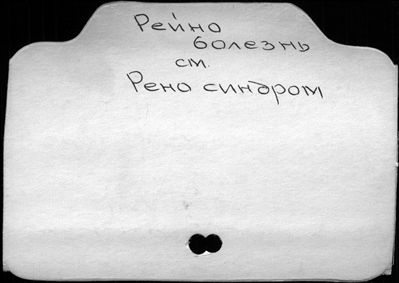 Рейно
болезнь
см.
Рено синдром